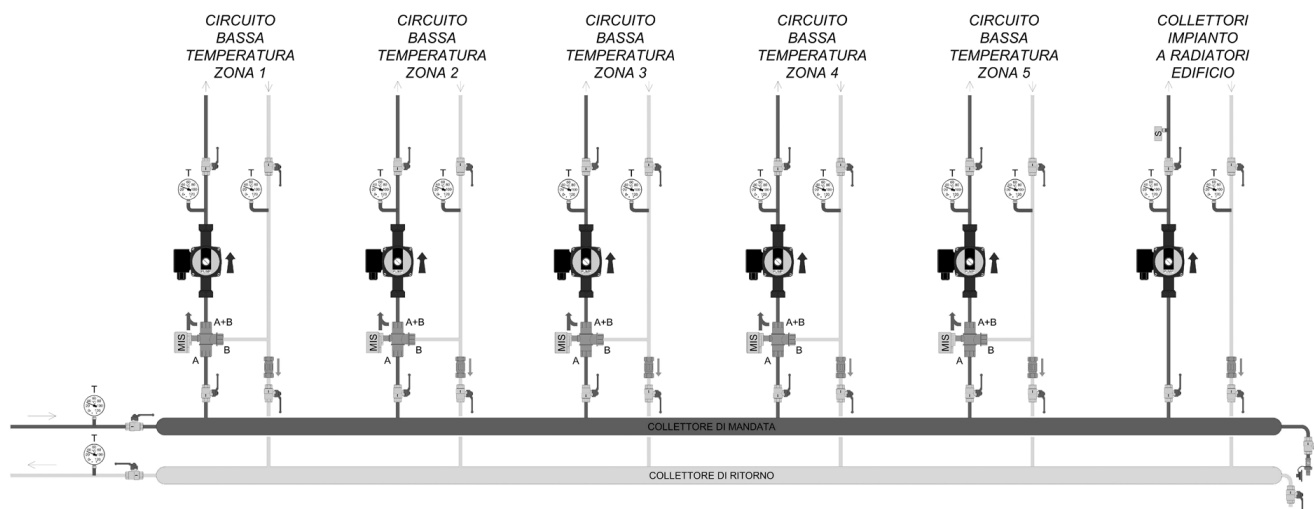 CIRCUITO
BASSA
TEMPERATURA
ZONA 1
CIRCUITO
BASSA
TEMPERATURA
ZONA 2
CIRCUITO
BASSA
TEMPERATURA
ZONA 3
CIRCUITO
BASSA
TEMPERATURA
ZONA 4
CIRCUITO
BASSA
TEMPERATURA
ZONA 5
COLLETTORI
IMPIANTO
A RADIATORI
EDIFICIO
S
T
T
T
T
T
T
T
T
T
T
T
T
A+B
MIS
B
A
A+B
MIS
B
A
A+B
MIS
B
A
A+B
MIS
B
A
A+B
MIS
B
A
T
COLLETTORE DI MANDATA
T
COLLETTORE DI RITORNO